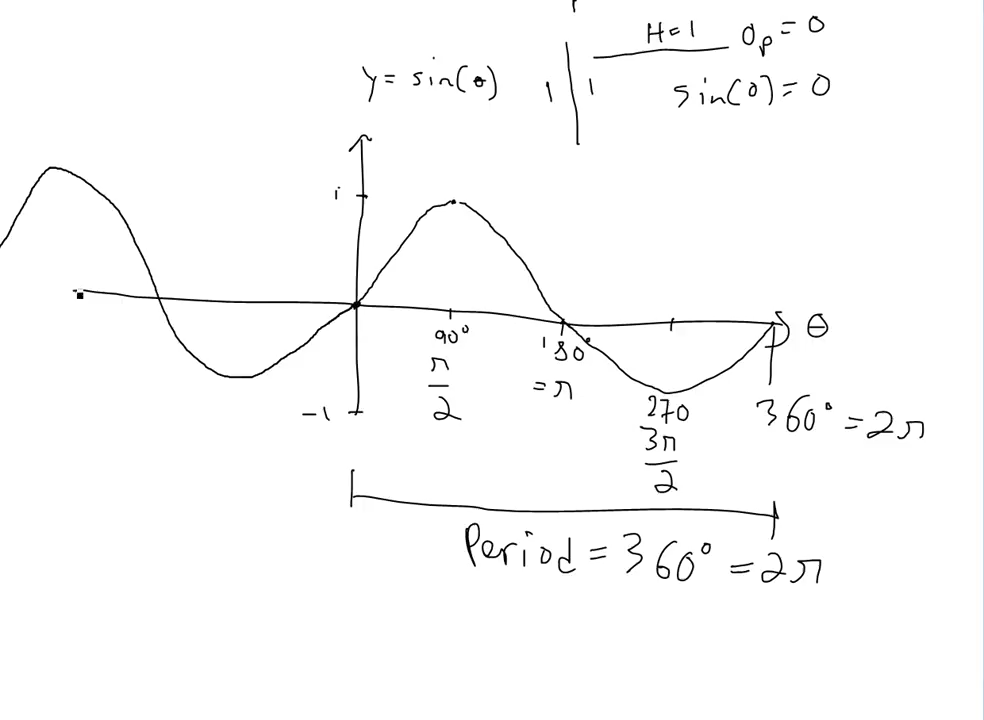 H=1 Op=0
y= sin(θ)
1 1 sin(0)=0
1
θ
90° 180° 270 360° =2π
π/2 =π 3π/2
-1
Period = 360° =2π